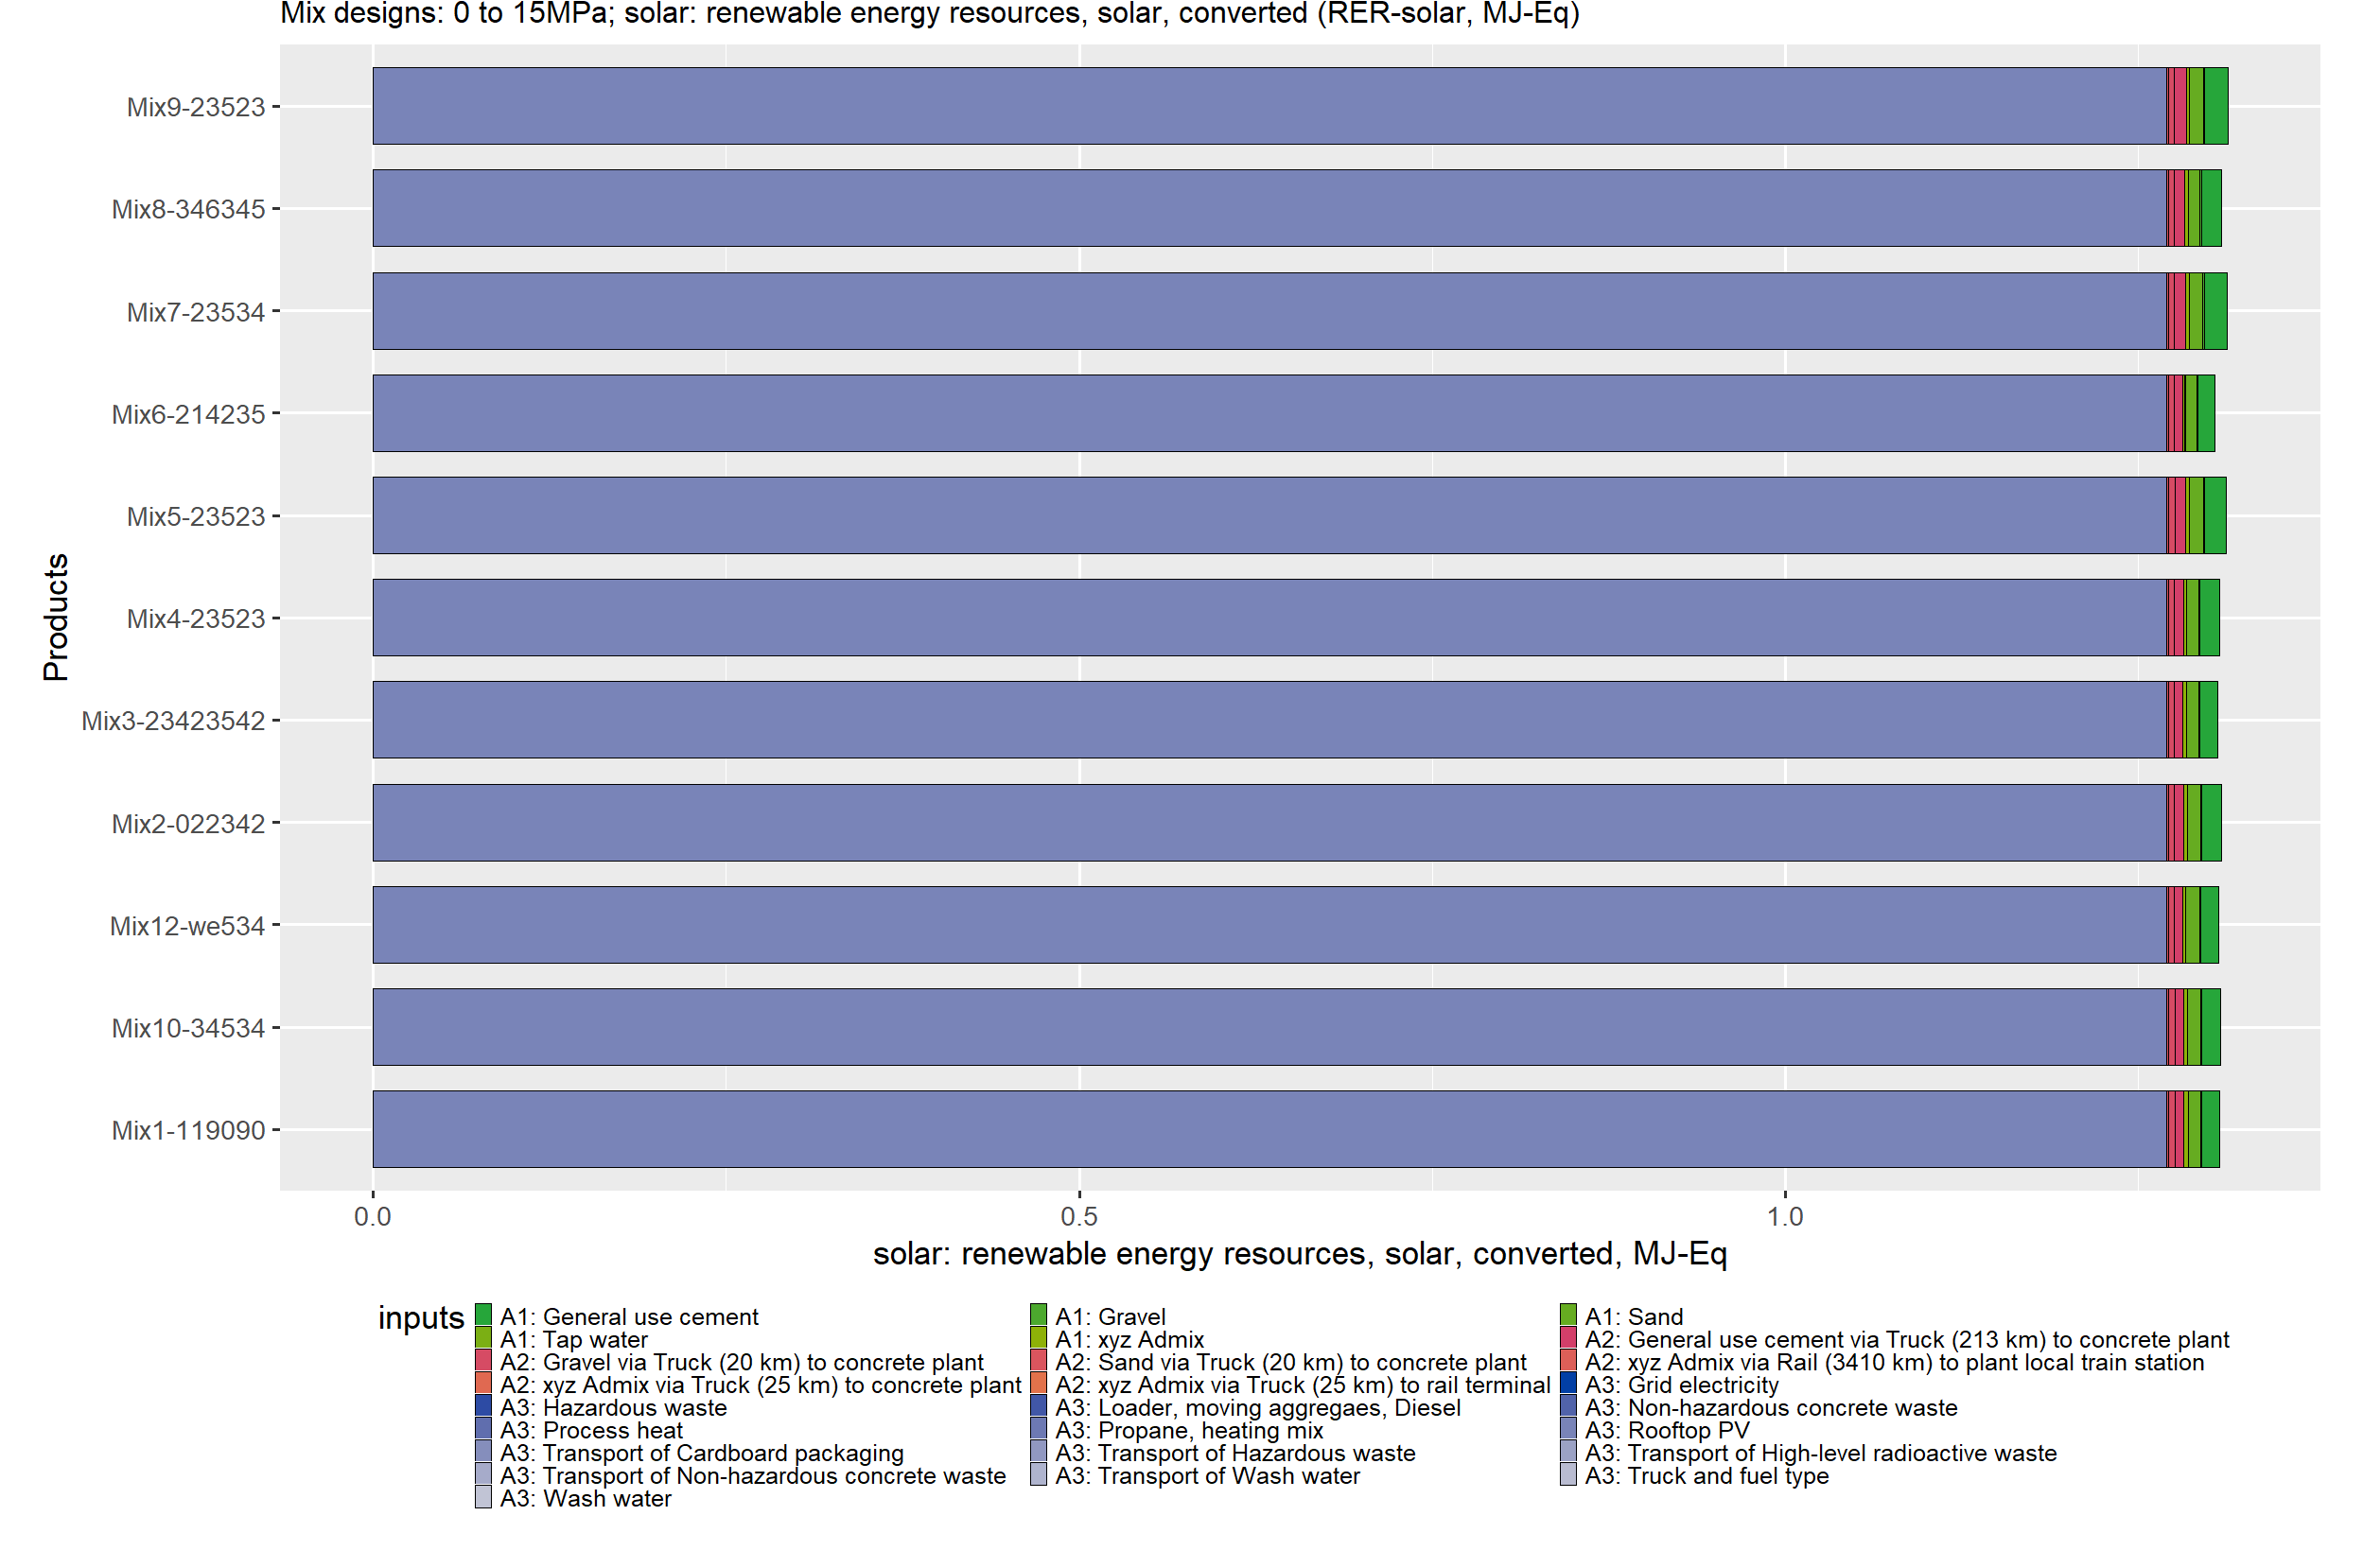 Mix designs: 0 to 15MPa; solar: renewable energy resources, solar, converted (RER-solar, MJ-Eq)
Products
Mix9-23523
Mix8-346345
Mix7-23534
Mix6-214235
Mix5-23523
Mix4-23523
Mix3-23423542
Mix2-022342
Mix12-we534
Mix10-34534
Mix1-119090
0.0 0.5 1.0
solar: renewable energy resources, solar, converted, MJ-Eq
inputs
A1: General use cement A1: Gravel A1: Sand
A1: Tap water A1: xyz Admix A2: General use cement via Truck (213 km) to concrete plant
A2: Gravel via Truck (20 km) to concrete plant A2: Sand via Truck (20 km) to concrete plant A2: xyz Admix via Rail (3410 km) to plant local train station
A2: xyz Admix via Truck (25 km) to concrete plant A2: xyz Admix via Truck (25 km) to rail terminal A3: Grid electricity
A3: Hazardous waste A3: Loader, moving aggregaes, Diesel A3: Non-hazardous concrete waste
A3: Process heat A3: Propane, heating mix A3: Rooftop PV
A3: Transport of Cardboard packaging A3: Transport of Hazardous waste A3: Transport of High-level radioactive waste
A3: Transport of Non-hazardous concrete waste A3: Transport of Wash water A3: Truck and fuel type
A3: Wash water